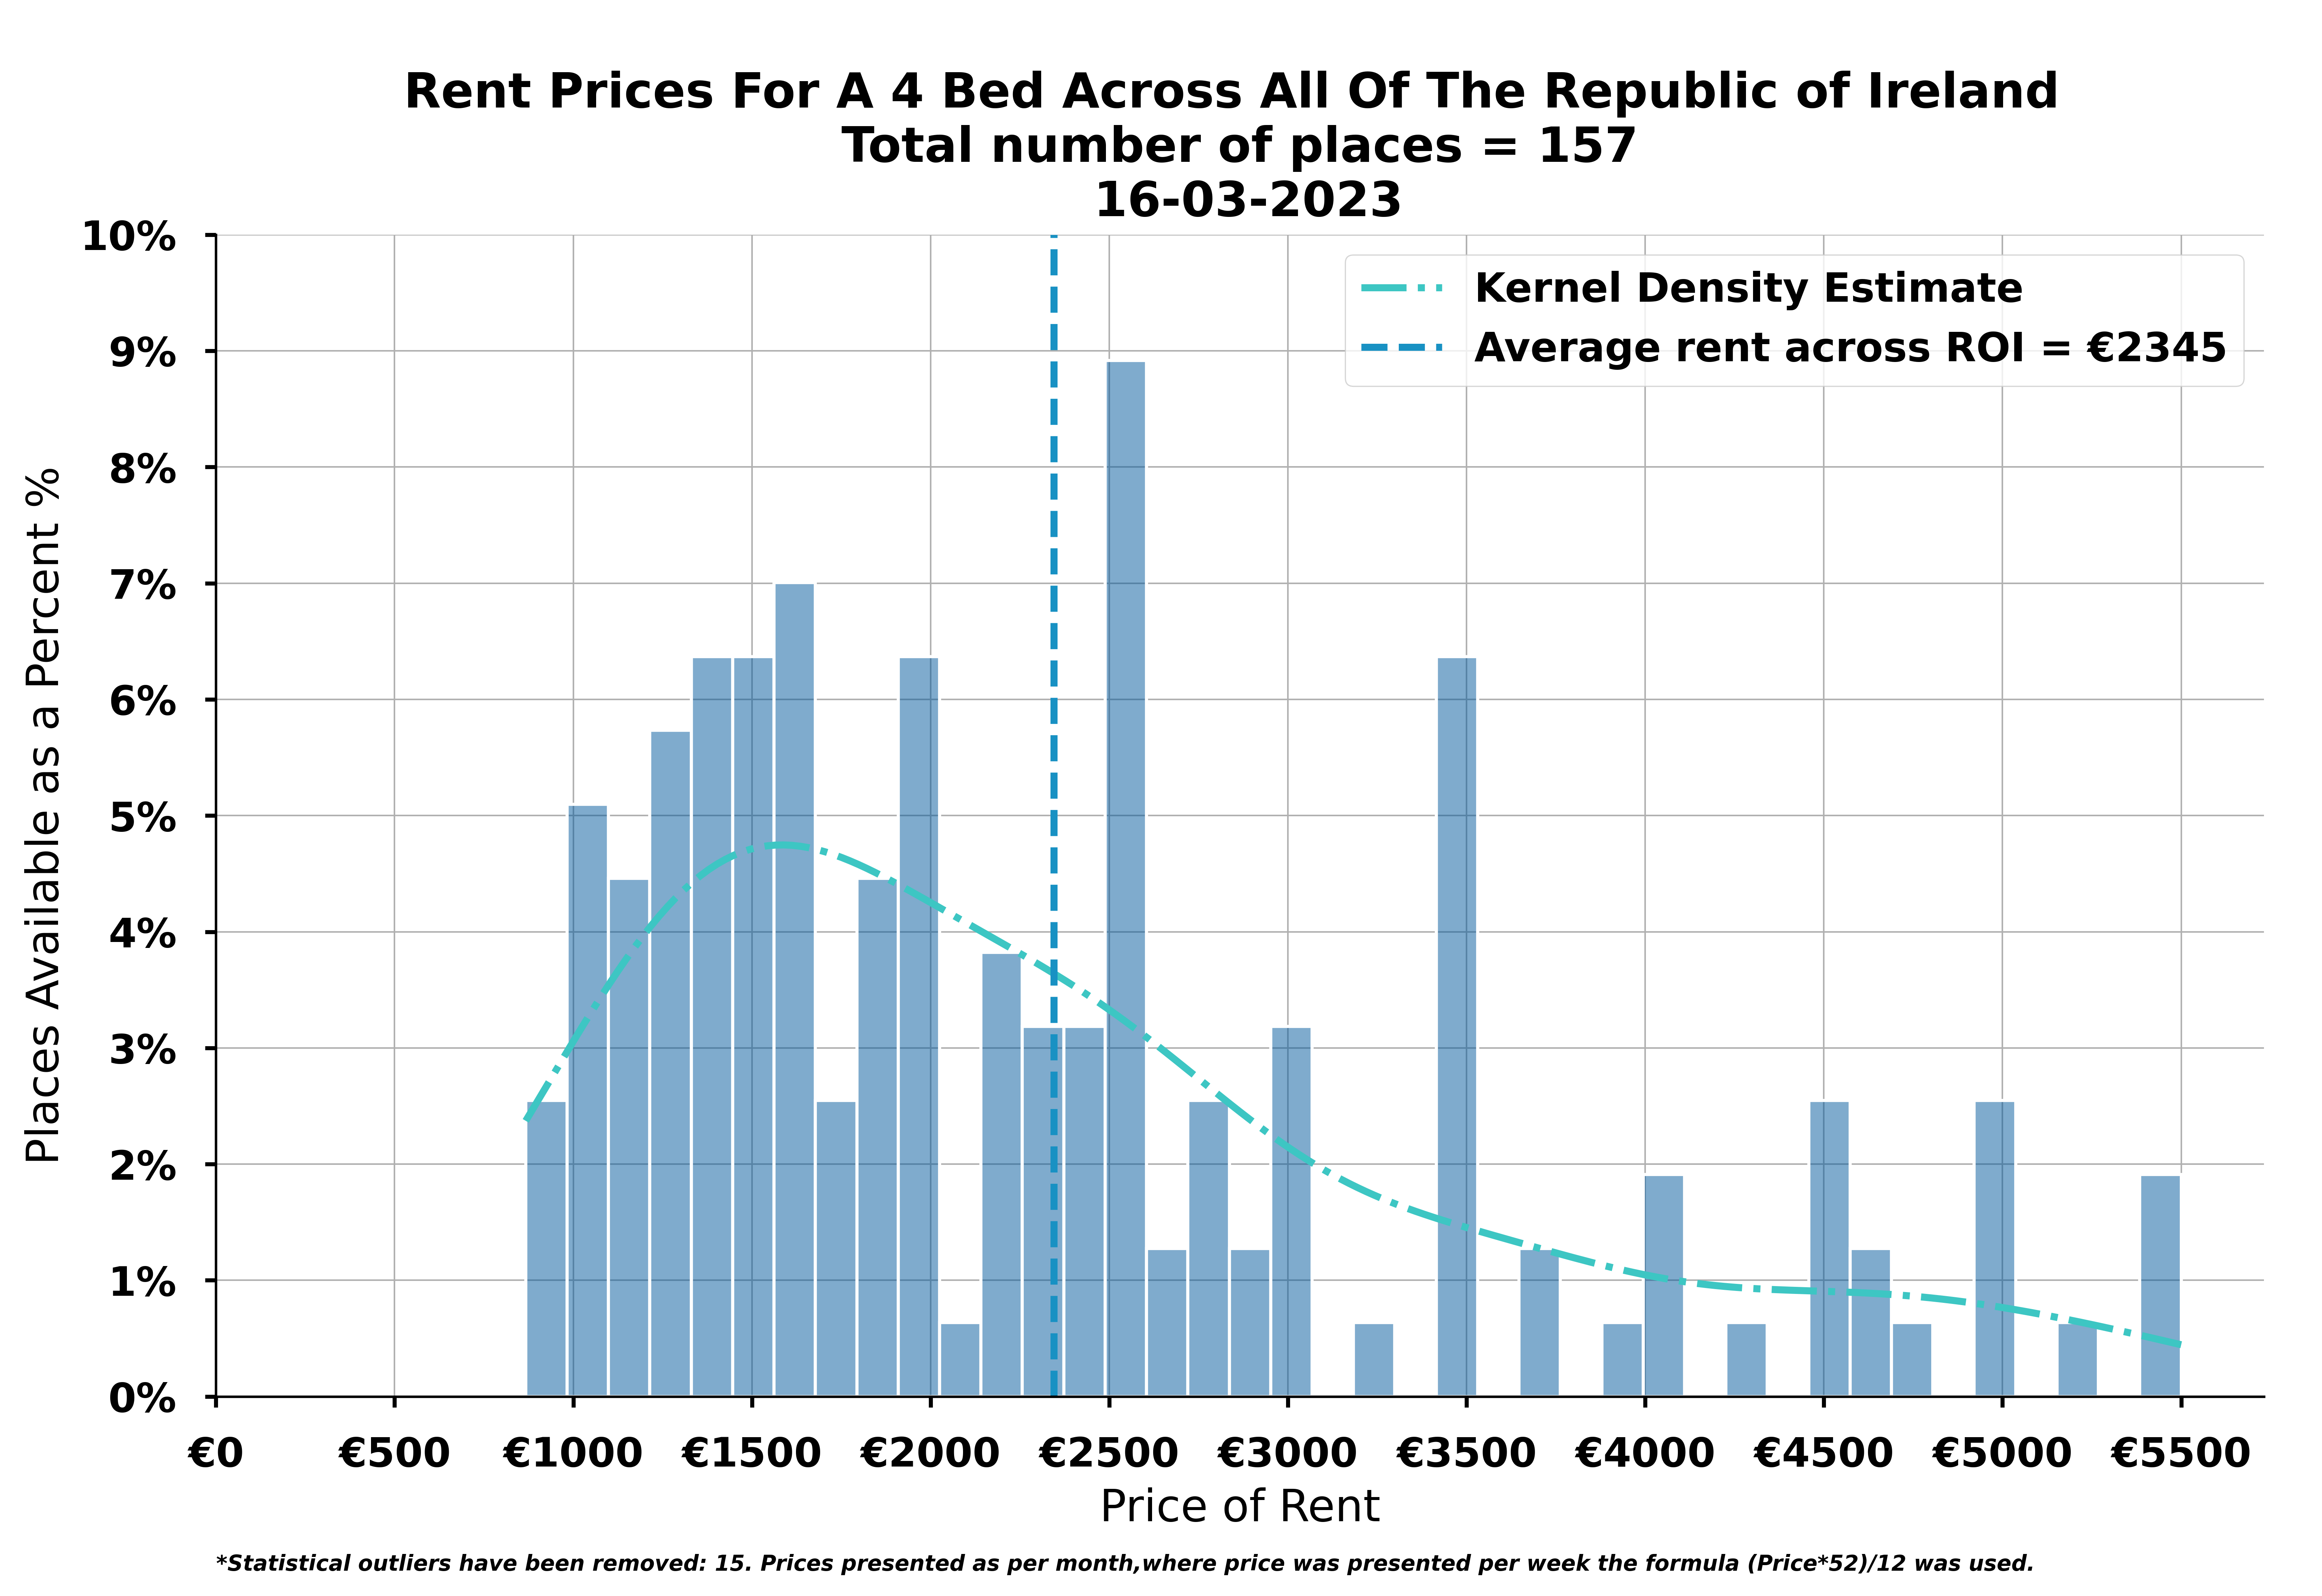 Rent Prices For A 4 Bed Across All Of The Republic of Ireland
Total number of places = 157
16-03-2023
Kernel Density Estimate
Average rent across ROI = €2345
Places Available as a Percent %
10%
9%
8%
7%
6%
5%
4%
3%
2%
1%
0%
€0 €500 €1000 €1500 €2000 €2500 €3000 €3500 €4000 €4500 €5000 €5500
Price of Rent
*Statistical outliers have been removed: 15. Prices presented as per month,where price was presented per week the formula (Price*52)/12 was used.